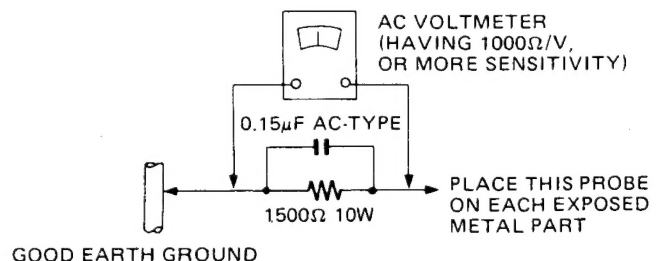 AC VOLTMETER
(HAVING 1000Ω/V,
OR MORE SENSITIVITY)
0.15μF AC-TYPE
1500Ω 10W
PLACE THIS PROBE
ON EACH EXPOSED
METAL PART
GOOD EARTH GROUND